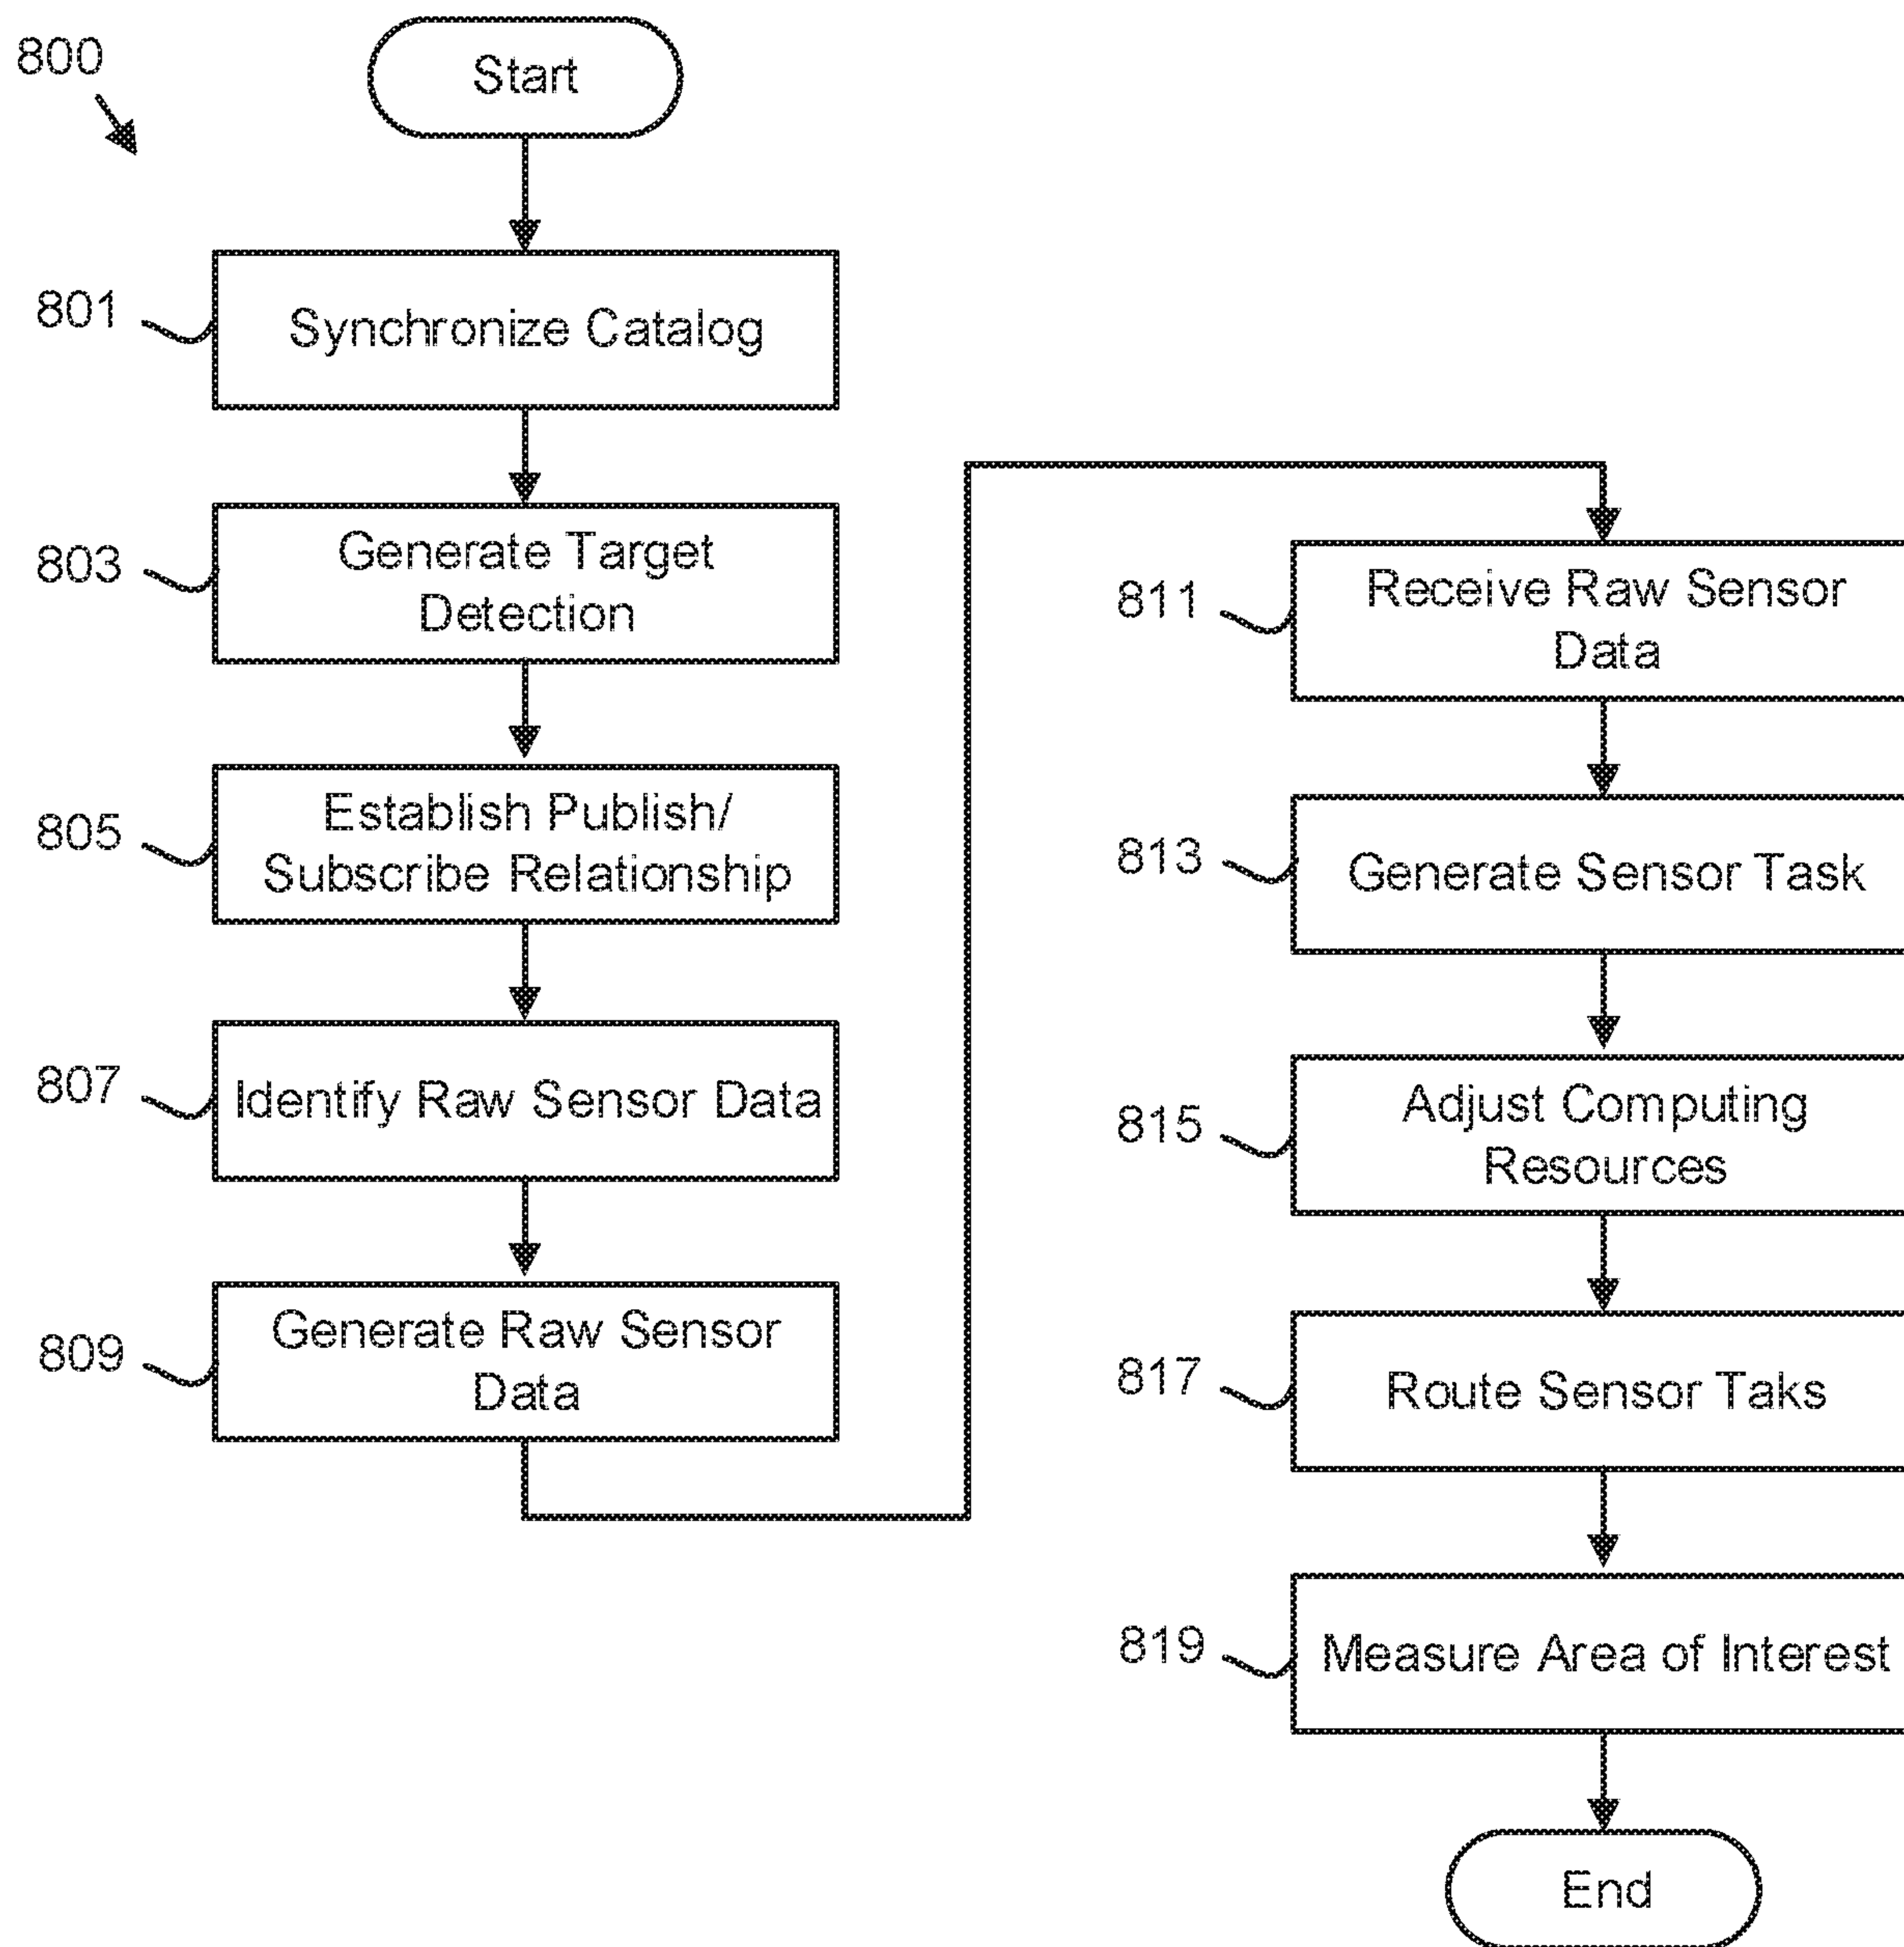 800
Start
801
Synchronize Catalog
803
Generate Target
Detection
805
Establish Publish/
Subscribe Relationship
807
Identify Raw Sensor Data
809
Generate Raw Sensor
Data
811
Receive Raw Sensor
Data
813
Generate Sensor Task
815
Adjust Computing
Resources
817
Route Sensor Taks
819
Measure Area of Interest
End